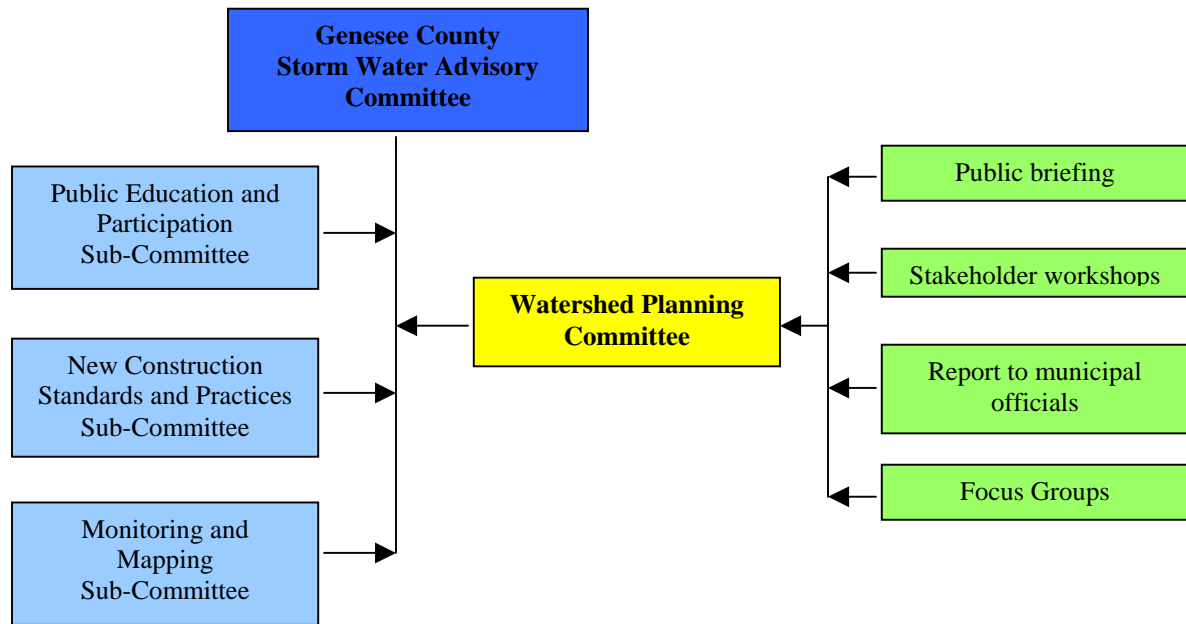 Genesee County
Storm Water Advisory
Committee
Public Education and
Participation
Sub-Committee
New Construction
Standards and Practices
Sub-Committee
Monitoring and
Mapping
Sub-Committee
Watershed Planning
Committee
Public briefing
Stakeholder workshops
Report to municipal
officials
Focus Groups